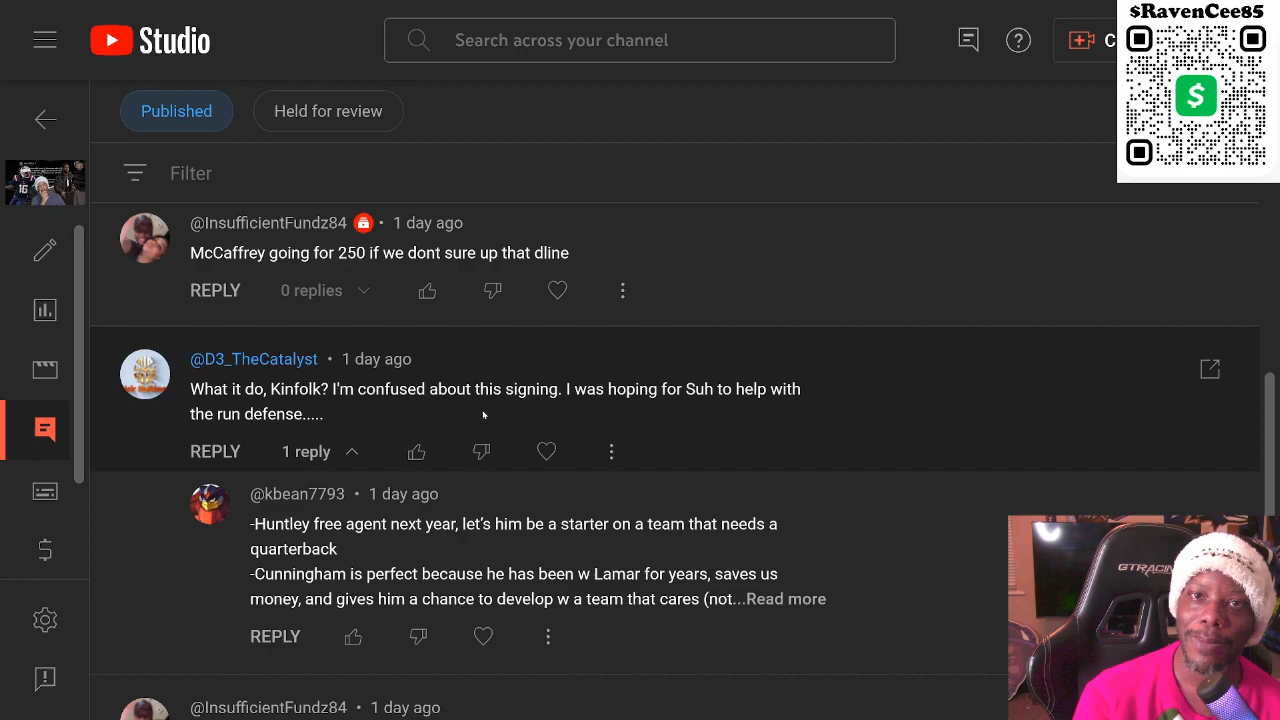 $RavenCee85
Studio
Search across your channel
C
Published
Held for review
Filter
@InsufficientFundz84 • 1 day ago
McCaffrey going for 250 if we dont sure up that dline
REPLY 0 replies
@D3_TheCatalyst • 1 day ago
What it do, Kinfolk? I'm confused about this signing. I was hoping for Suh to help with
the run defense.....
REPLY 1 reply
@kbean7793 • 1 day ago
-Huntley free agent next year, let's him be a starter on a team that needs a
quarterback
-Cunningham is perfect because he has been w Lamar for years, saves us
money, and gives him a chance to develop w a team that cares (not...Read more
GTRACING
REPLY
@InsufficientFundz84 • 1 day ago